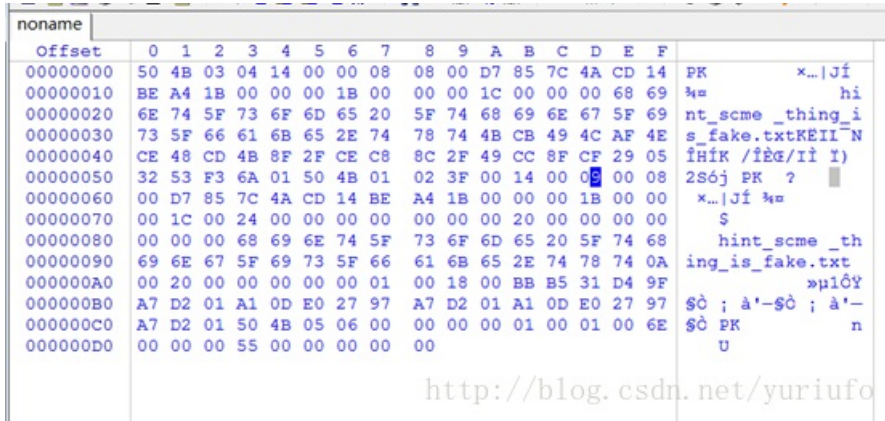 noname
Offset 0 1 2 3 4 5 6 7 8 9 A B C D E F
00000000 50 4B 03 04 14 00 00 08 08 00 D7 85 7C 4A CD 14 PK ×…|JÍ
00000010 BE A4 1B 00 00 00 1B 00 00 00 1C 00 00 00 68 69 ¾¤ hi
00000020 6E 74 5F 73 6F 6D 65 20 5F 74 68 69 6E 67 5F 69 nt_scme _thing_i
00000030 73 5F 66 61 6B 65 2E 74 78 74 4B CB 49 4C AF 4E s_fake.txtKËIL¯N
00000040 CE 48 CD 4B 8F 2F CE C8 8C 2F 49 CC 8F CF 29 05 ÎHÍK /ÎÈŒ/IÌ Ï)
00000050 32 53 F3 6A 01 50 4B 01 02 3F 00 14 00 09 00 08 2Sój PK ?
00000060 00 D7 85 7C 4A CD 14 BE A4 1B 00 00 00 1B 00 00 ×…|JÍ ¾¤
00000070 00 1C 00 24 00 00 00 00 00 00 00 20 00 00 00 00 $
00000080 00 00 00 68 69 6E 74 5F 73 6F 6D 65 20 5F 74 68 hint_scme _th
00000090 69 6E 67 5F 69 73 5F 66 61 6B 65 2E 74 78 74 0A ing_is_fake.txt
000000A0 00 20 00 00 00 00 00 01 00 18 00 BB B5 31 D4 9F »µ1ÔŸ
000000B0 A7 D2 01 A1 0D E0 27 97 A7 D2 01 A1 0D E0 27 97 §Ò ¡ à'—§Ò ¡ à'—
000000C0 A7 D2 01 50 4B 05 06 00 00 00 00 01 00 01 00 6E §Ò PK n
000000D0 00 00 00 55 00 00 00 00 00 U
http://blog.csdn.net/yuriufo